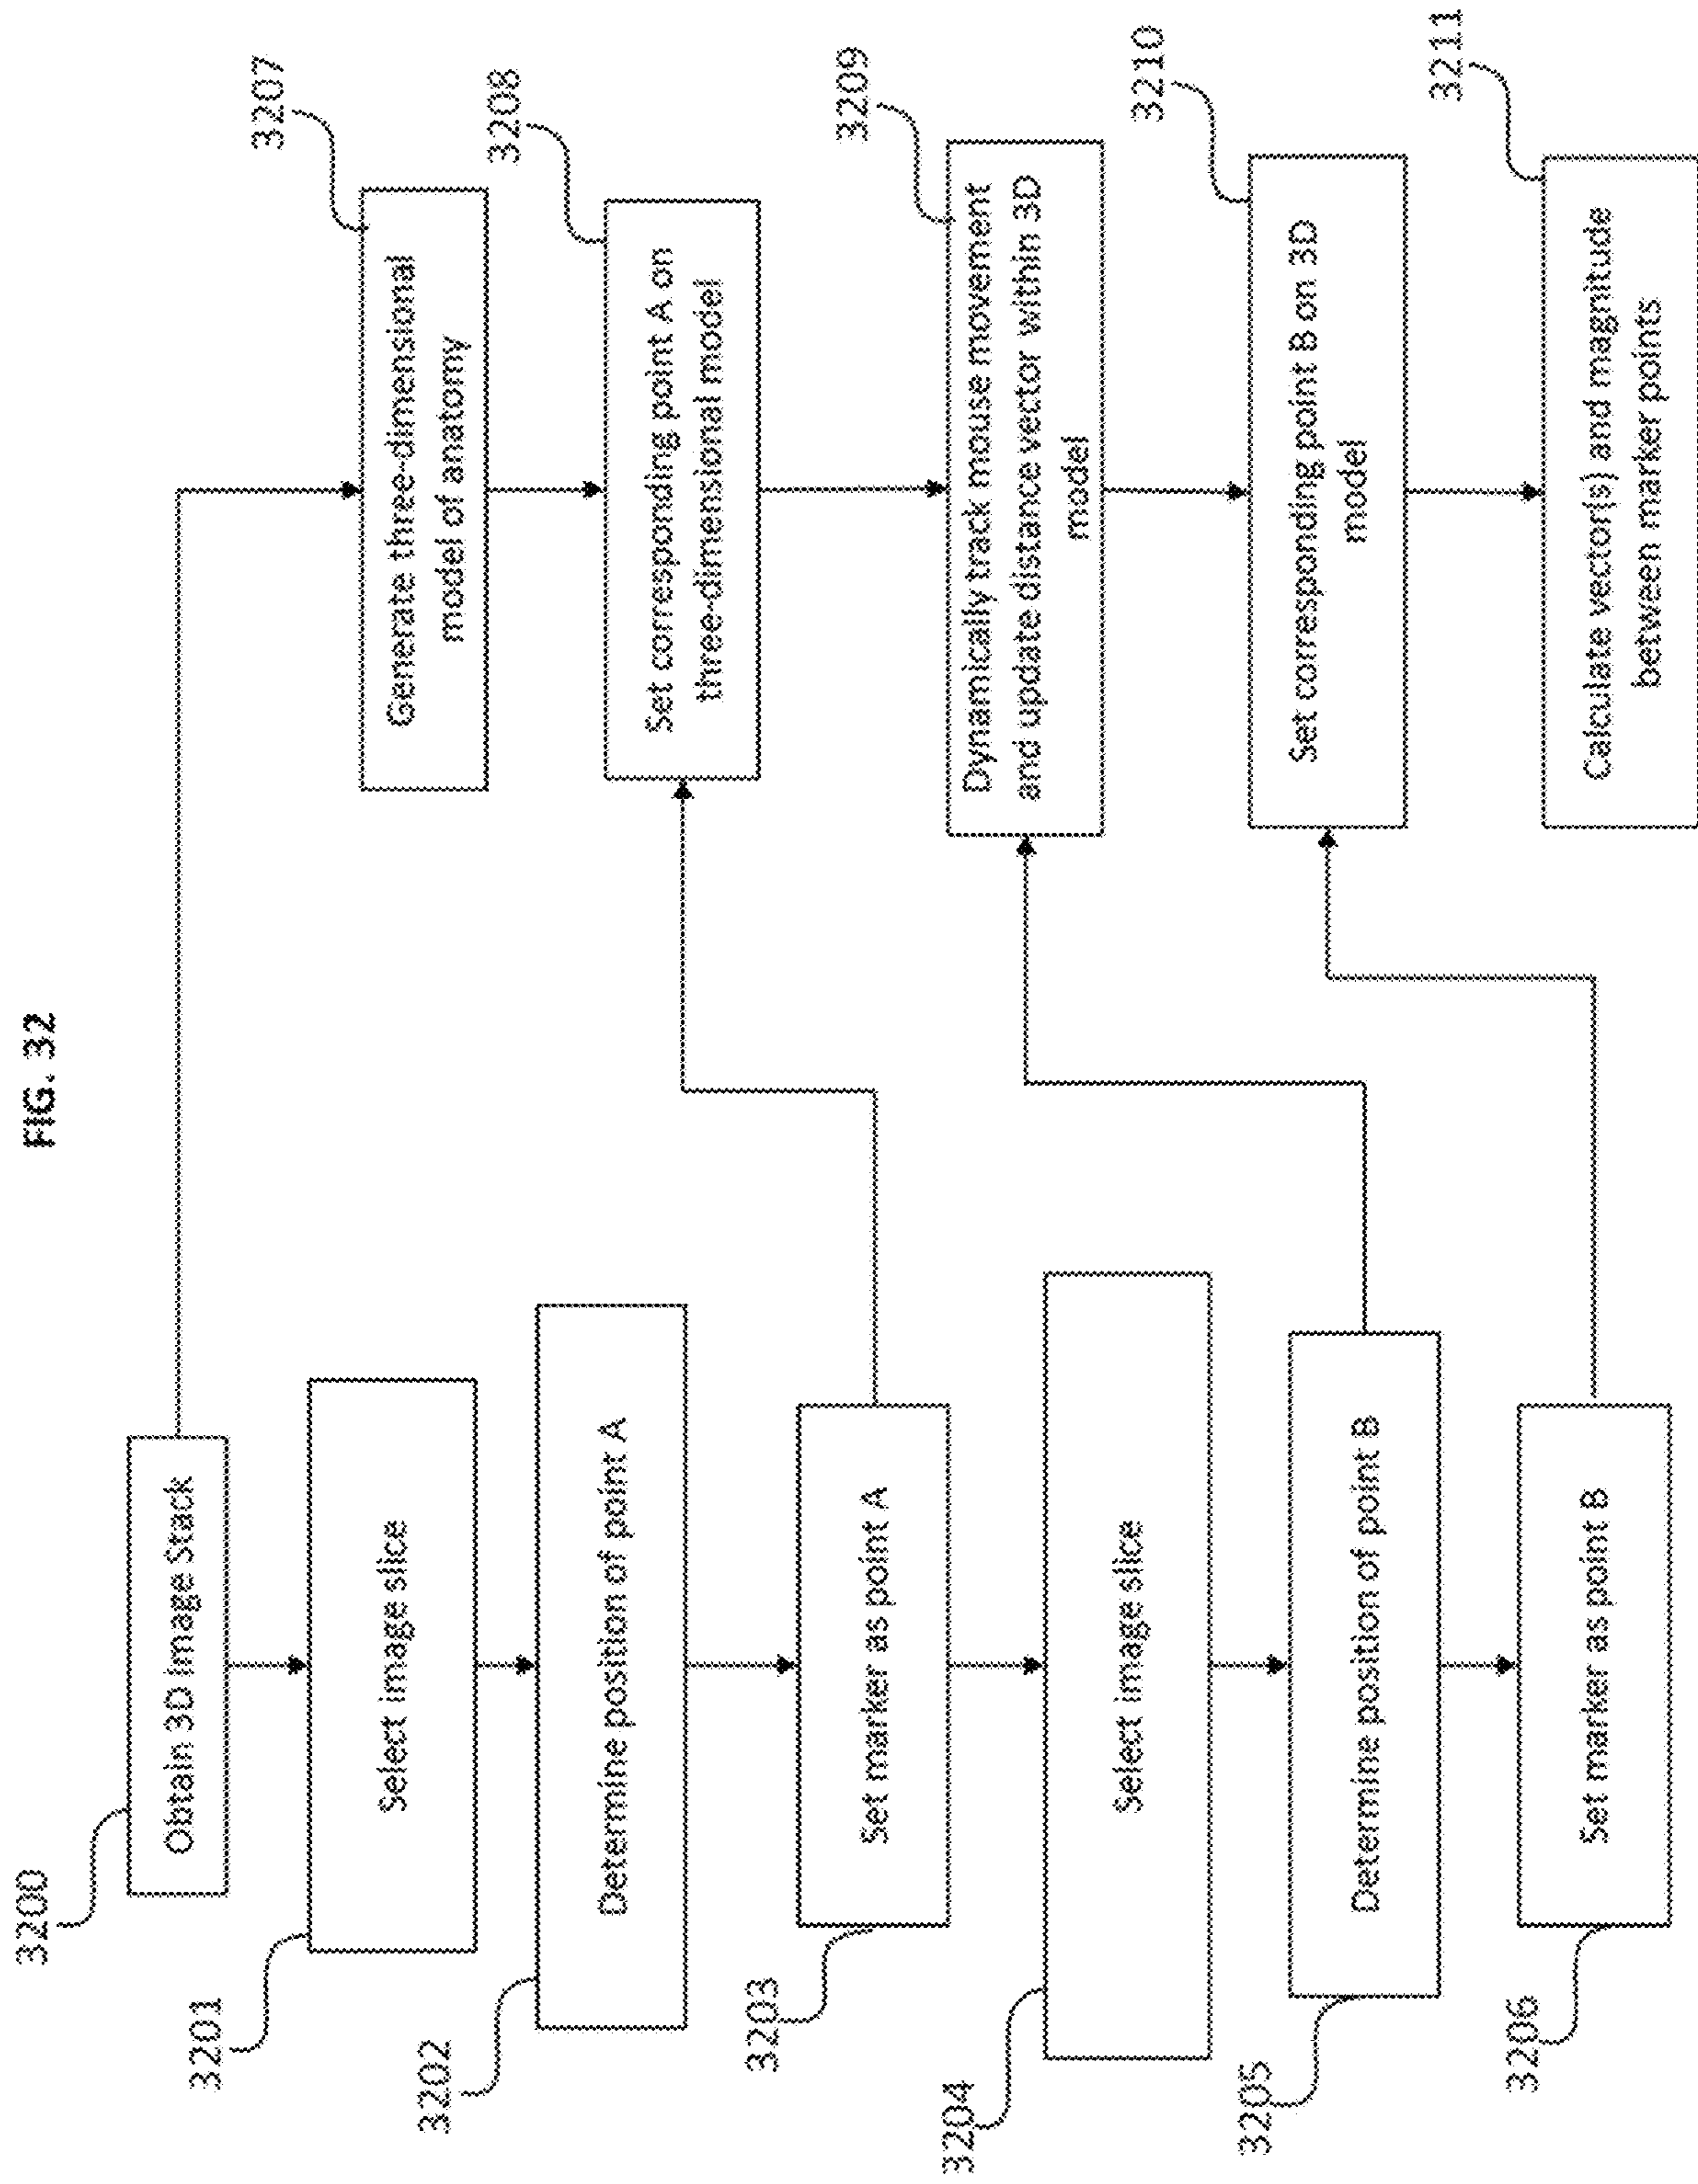 FIG. 32
3200
Obtain 3D Image Stack
3201
Select image slice
3202
Determine position of point A
3203
Set marker as point A
3204
Select image slice
3205
Determine position of point B
3206
Set marker as point B
3207
Generate three-dimensional
model of anatomy
3208
Set corresponding point A on
three-dimensional model
3209
Dynamically track mouse movement
and update distance vector within 3D
model
3210
Set corresponding point B on 3D
model
3211
Calculate vector(s) and magnitude
between marker points